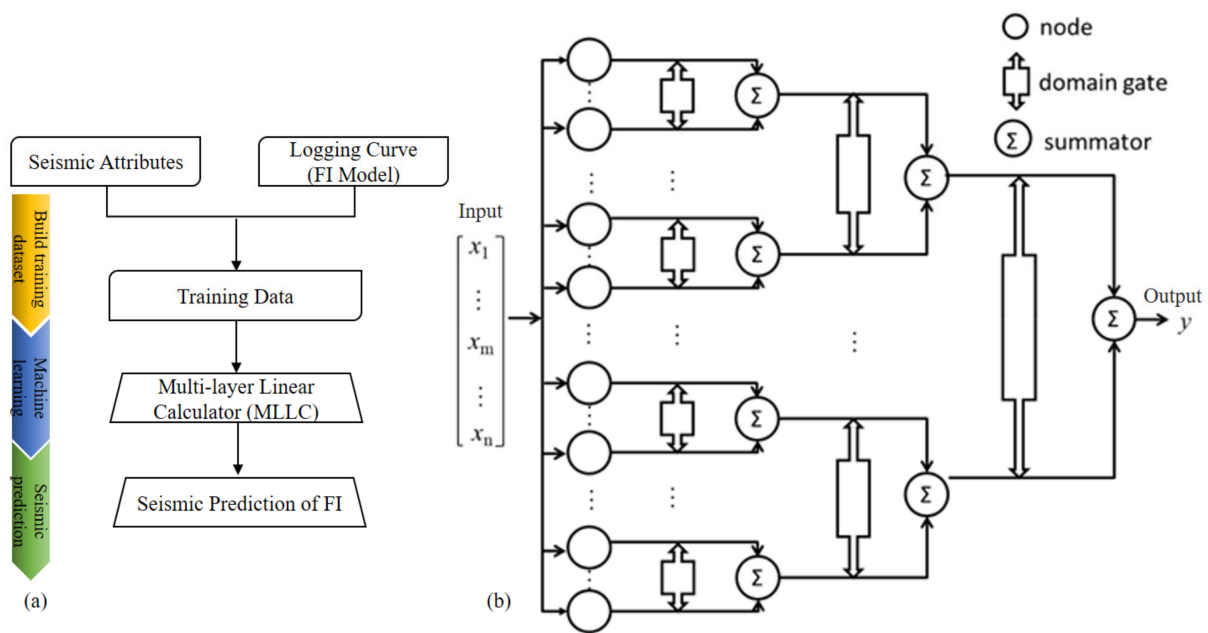 Seismic Attributes
Logging Curve
(FI Model)
Build training
dataset
Training Data
Machine
learning
Multi-layer Linear
Calculator (MLLC)
Seismic
prediction
Seismic Prediction of FI
(a)
Input
x1
⋮
xm
⋮
xn
Σ
Σ
Σ
Σ
Σ
Σ
Σ
Output
y
node
domain gate
Σ summator
(b)